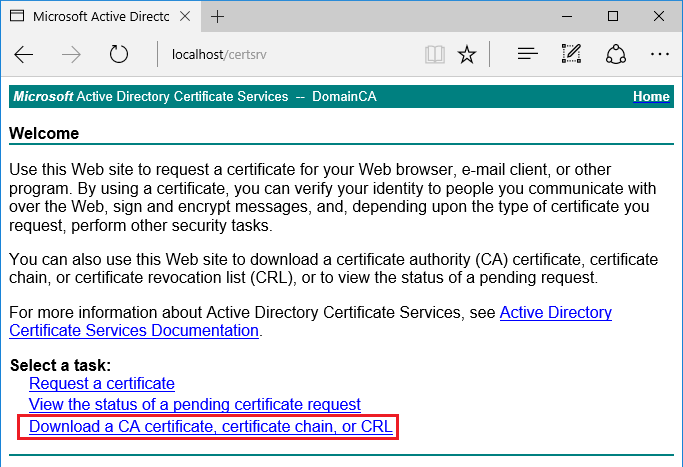 Microsoft Active Directc
localhost/certsrv
Microsoft Active Directory Certificate Services -- DomainCA Home
Welcome
Use this Web site to request a certificate for your Web browser, e-mail client, or other
program. By using a certificate, you can verify your identity to people you communicate with
over the Web, sign and encrypt messages, and, depending upon the type of certificate you
request, perform other security tasks.
You can also use this Web site to download a certificate authority (CA) certificate, certificate
chain, or certificate revocation list (CRL), or to view the status of a pending request.
For more information about Active Directory Certificate Services, see Active Directory
Certificate Services Documentation.
Select a task:
Request a certificate
View the status of a pending certificate request
Download a CA certificate, certificate chain, or CRL